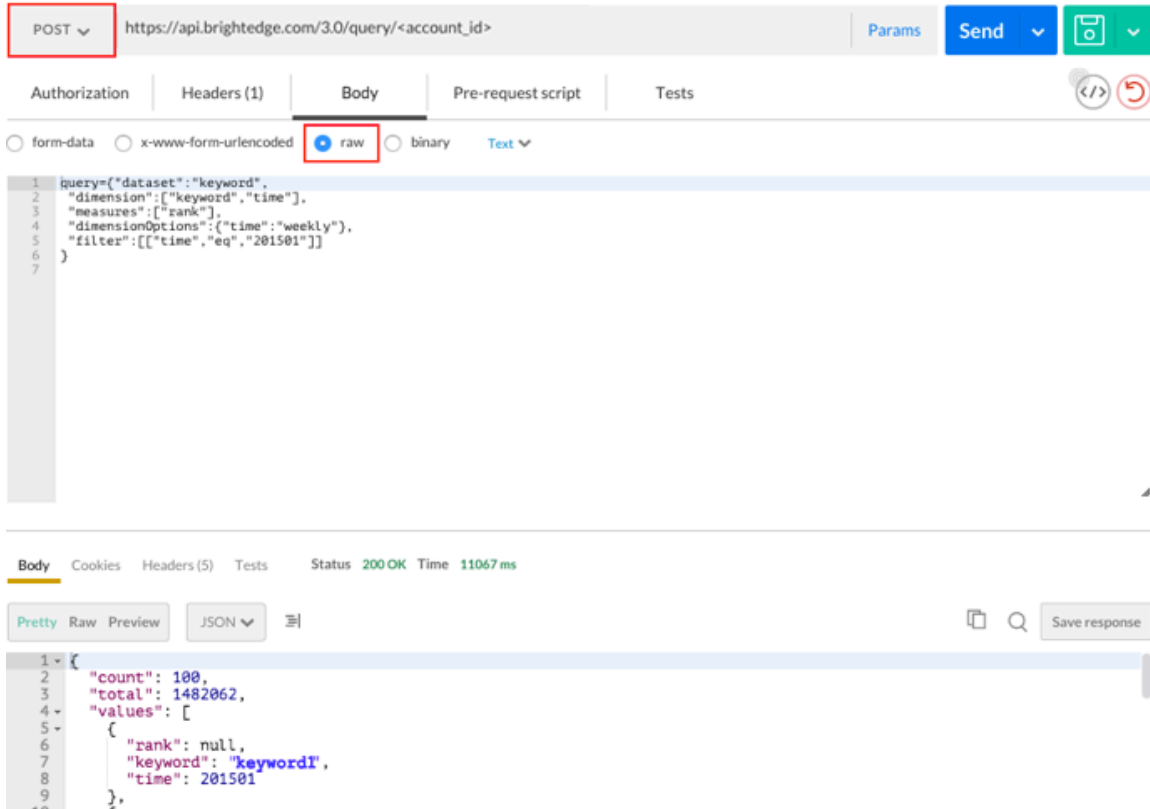 POST https://api.brightedge.com/3.0/query/<account_id> Params Send
Authorization Headers (1) Body Pre-request script Tests
form-data x-www-form-urlencoded raw binary Text
1 query={"dataset":"keyword",
2 "dimension":["keyword","time"],
3 "measures":["rank"],
4 "dimensionOptions":{"time":"weekly"},
5 "filter":[["time","eq","201501"]]
6 }
7
Body Cookies Headers (5) Tests Status 200 OK Time 11067 ms
Pretty Raw Preview JSON Save response
1 {
2 "count": 100,
3 "total": 1482062,
4 "values": [
5 {
6 "rank": null,
7 "keyword": "keyword1",
8 "time": 201501
9 },